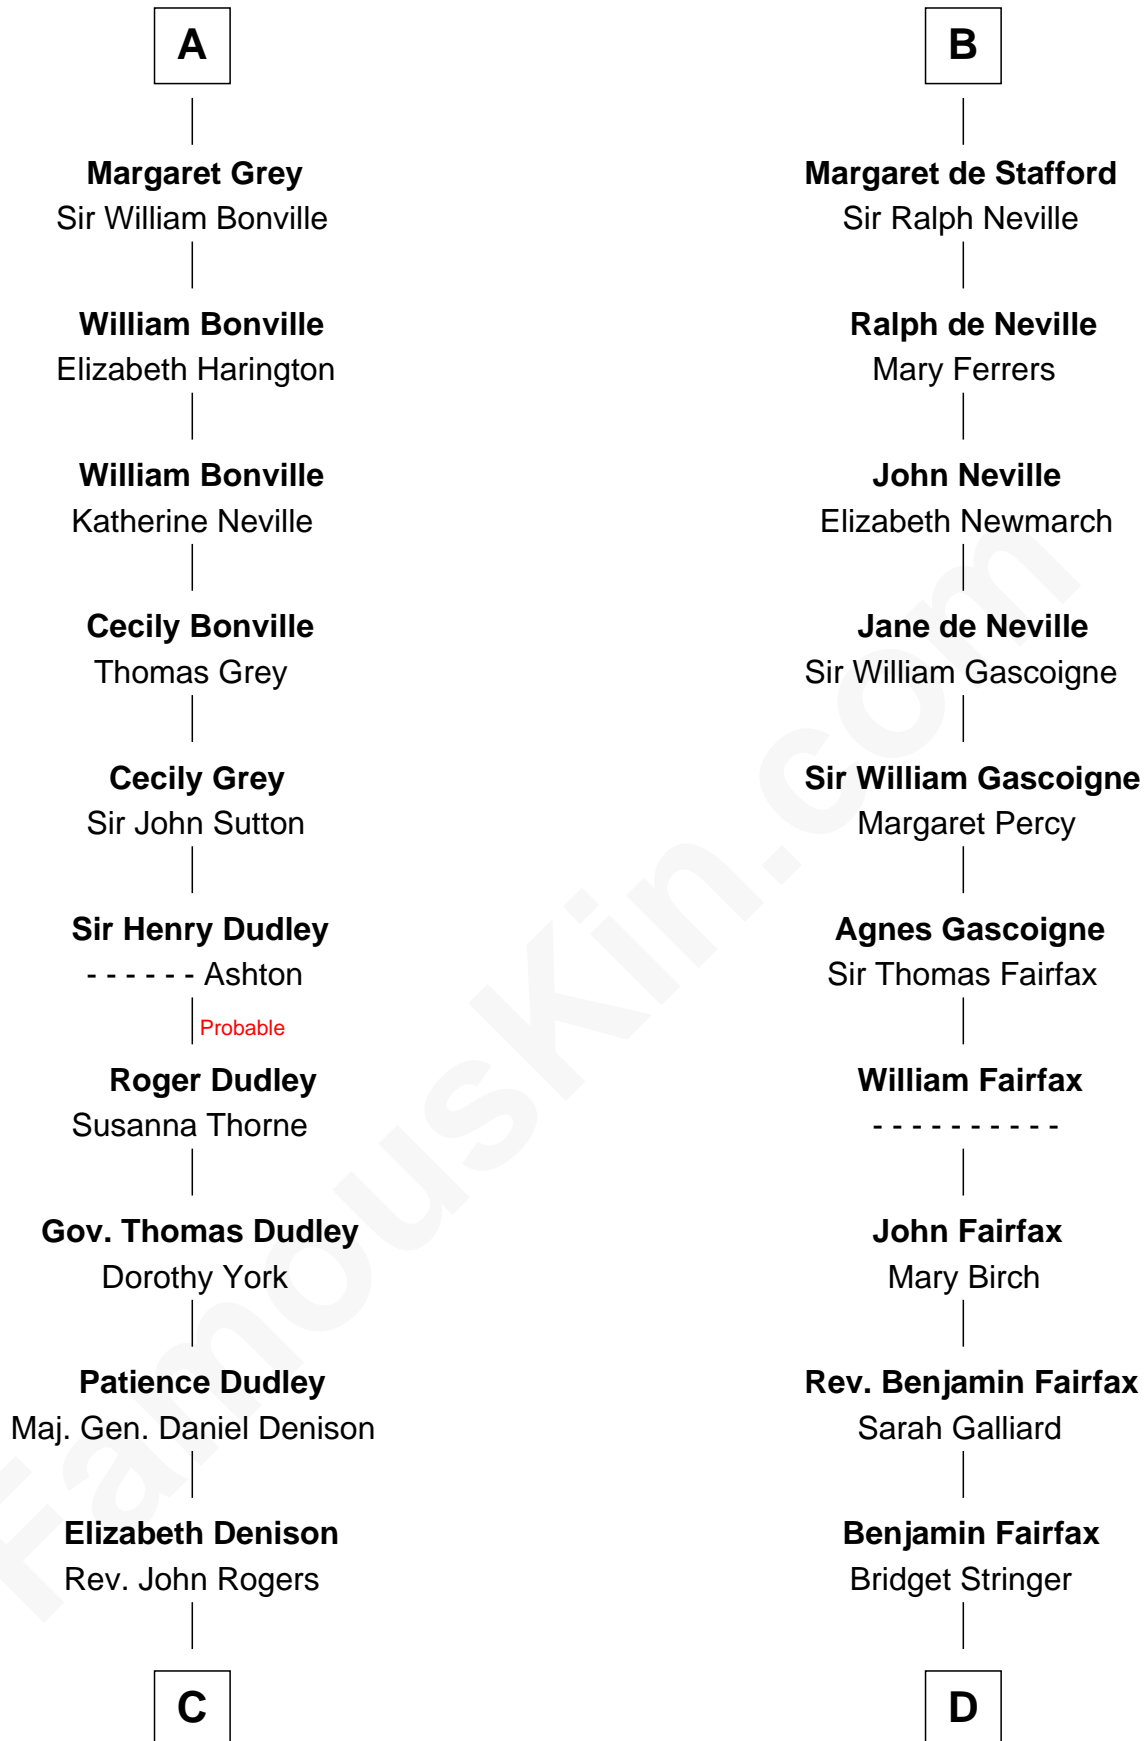 A
Margaret Grey
Sir William Bonville
William Bonville
Elizabeth Harington
William Bonville
Katherine Neville
Cecily Bonville
Thomas Grey
Cecily Grey
Sir John Sutton
Sir Henry Dudley
- - - - - - Ashton
Probable
Roger Dudley
Susanna Thorne
Gov. Thomas Dudley
Dorothy York
Patience Dudley
Maj. Gen. Daniel Denison
Elizabeth Denison
Rev. John Rogers
C
B
Margaret de Stafford
Sir Ralph Neville
Ralph de Neville
Mary Ferrers
John Neville
Elizabeth Newmarch
Jane de Neville
Sir William Gascoigne
Sir William Gascoigne
Margaret Percy
Agnes Gascoigne
Sir Thomas Fairfax
William Fairfax
- - - - - - - - - -
John Fairfax
Mary Birch
Rev. Benjamin Fairfax
Sarah Galliard
Benjamin Fairfax
Bridget Stringer
D
FamousKin.com